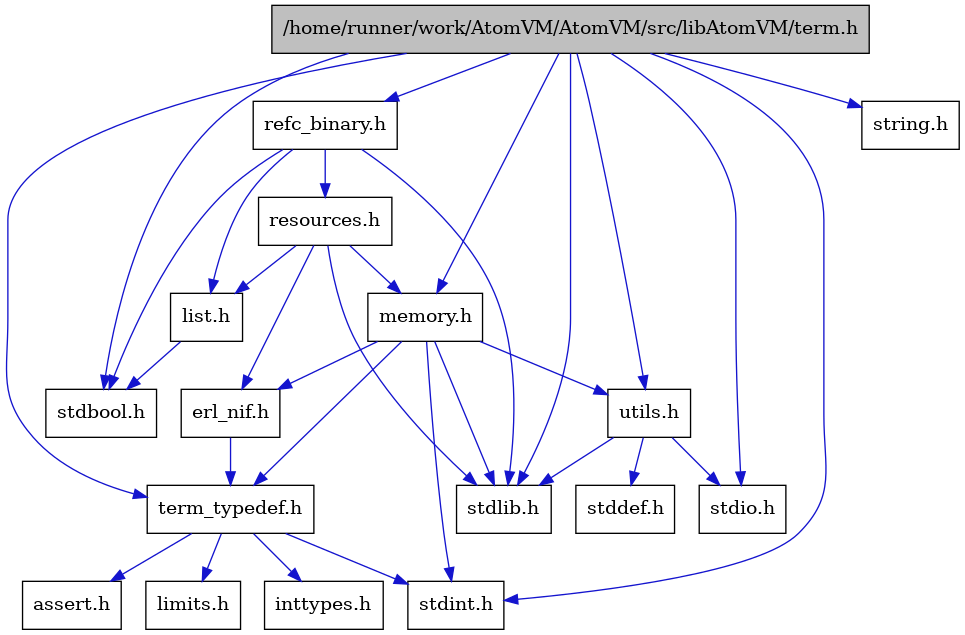 /home/runner/work/AtomVM/AtomVM/src/libAtomVM/term.h
refc_binary.h
string.h
resources.h
list.h
memory.h
stdbool.h
erl_nif.h
utils.h
term_typedef.h
stdlib.h
stddef.h
stdio.h
assert.h
limits.h
inttypes.h
stdint.h